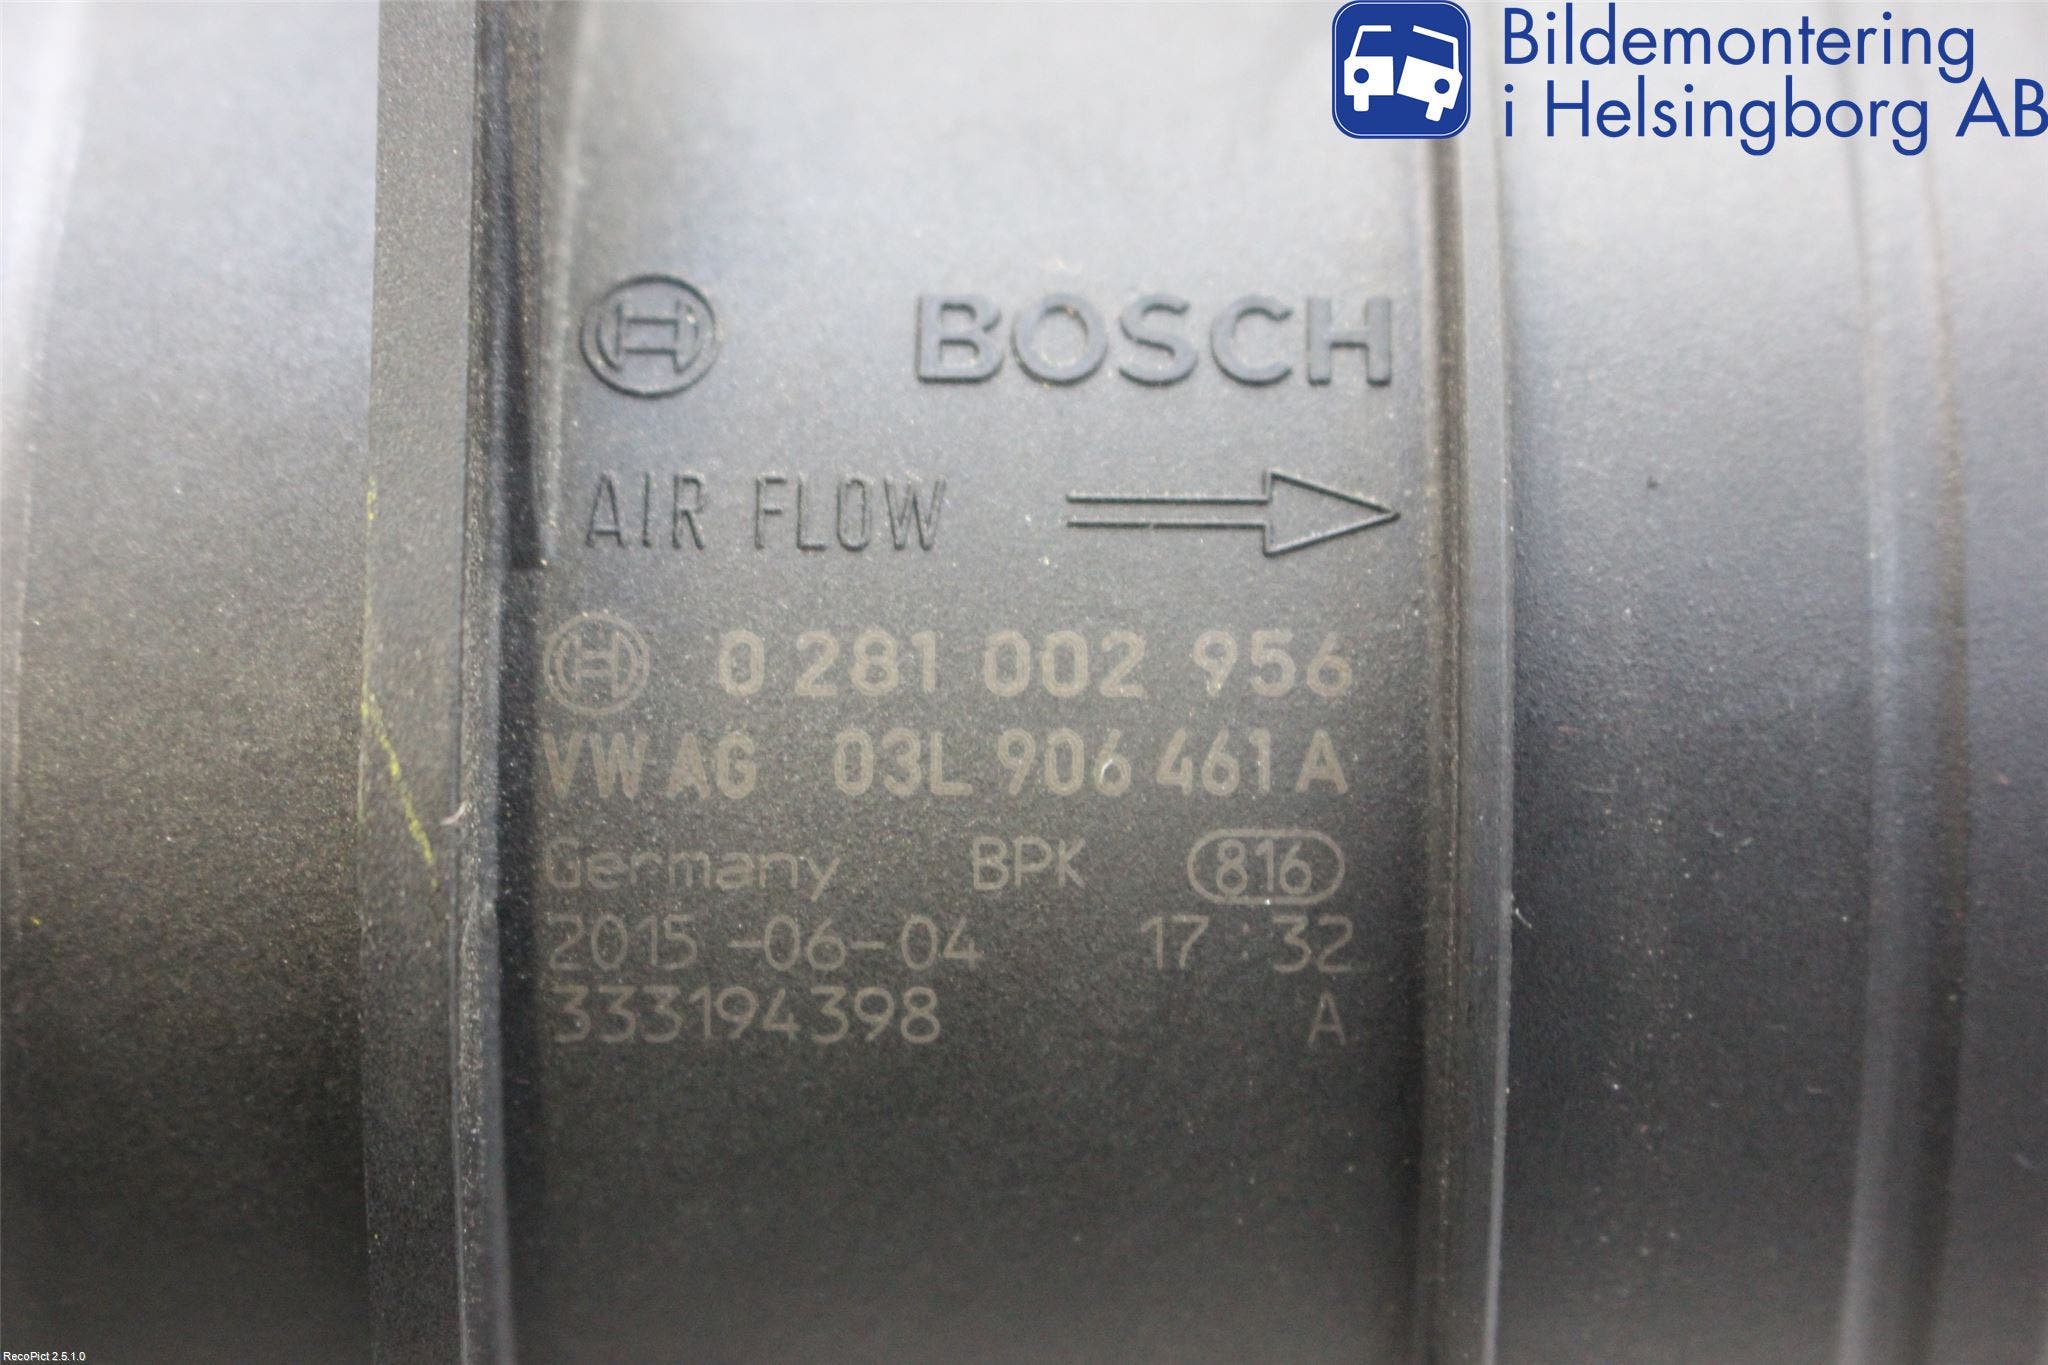 Bildemontering
i Helsingborg AB
BOSCH
AIR FLOW
0 281 002 956
VW AG 03L 906 461 A
Germany BPK 816
2015-06-04 17:32
333194398 A
RecoPict 2.5.1.0